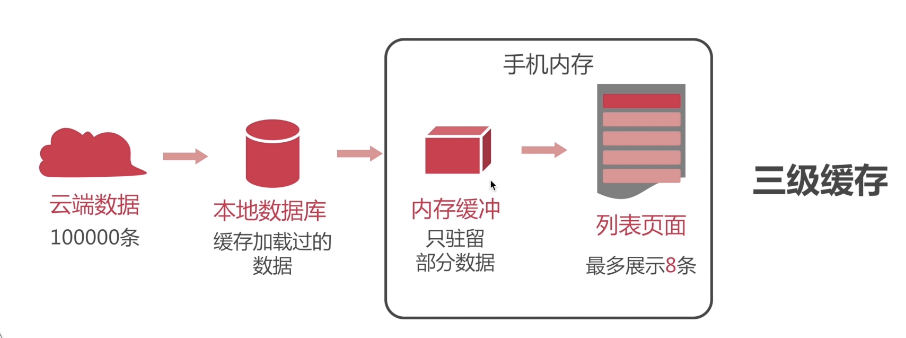 手机内存
云端数据
100000条
本地数据库
缓存加载过的
数据
内存缓冲
只驻留
部分数据
列表页面
最多展示8条
三级缓存